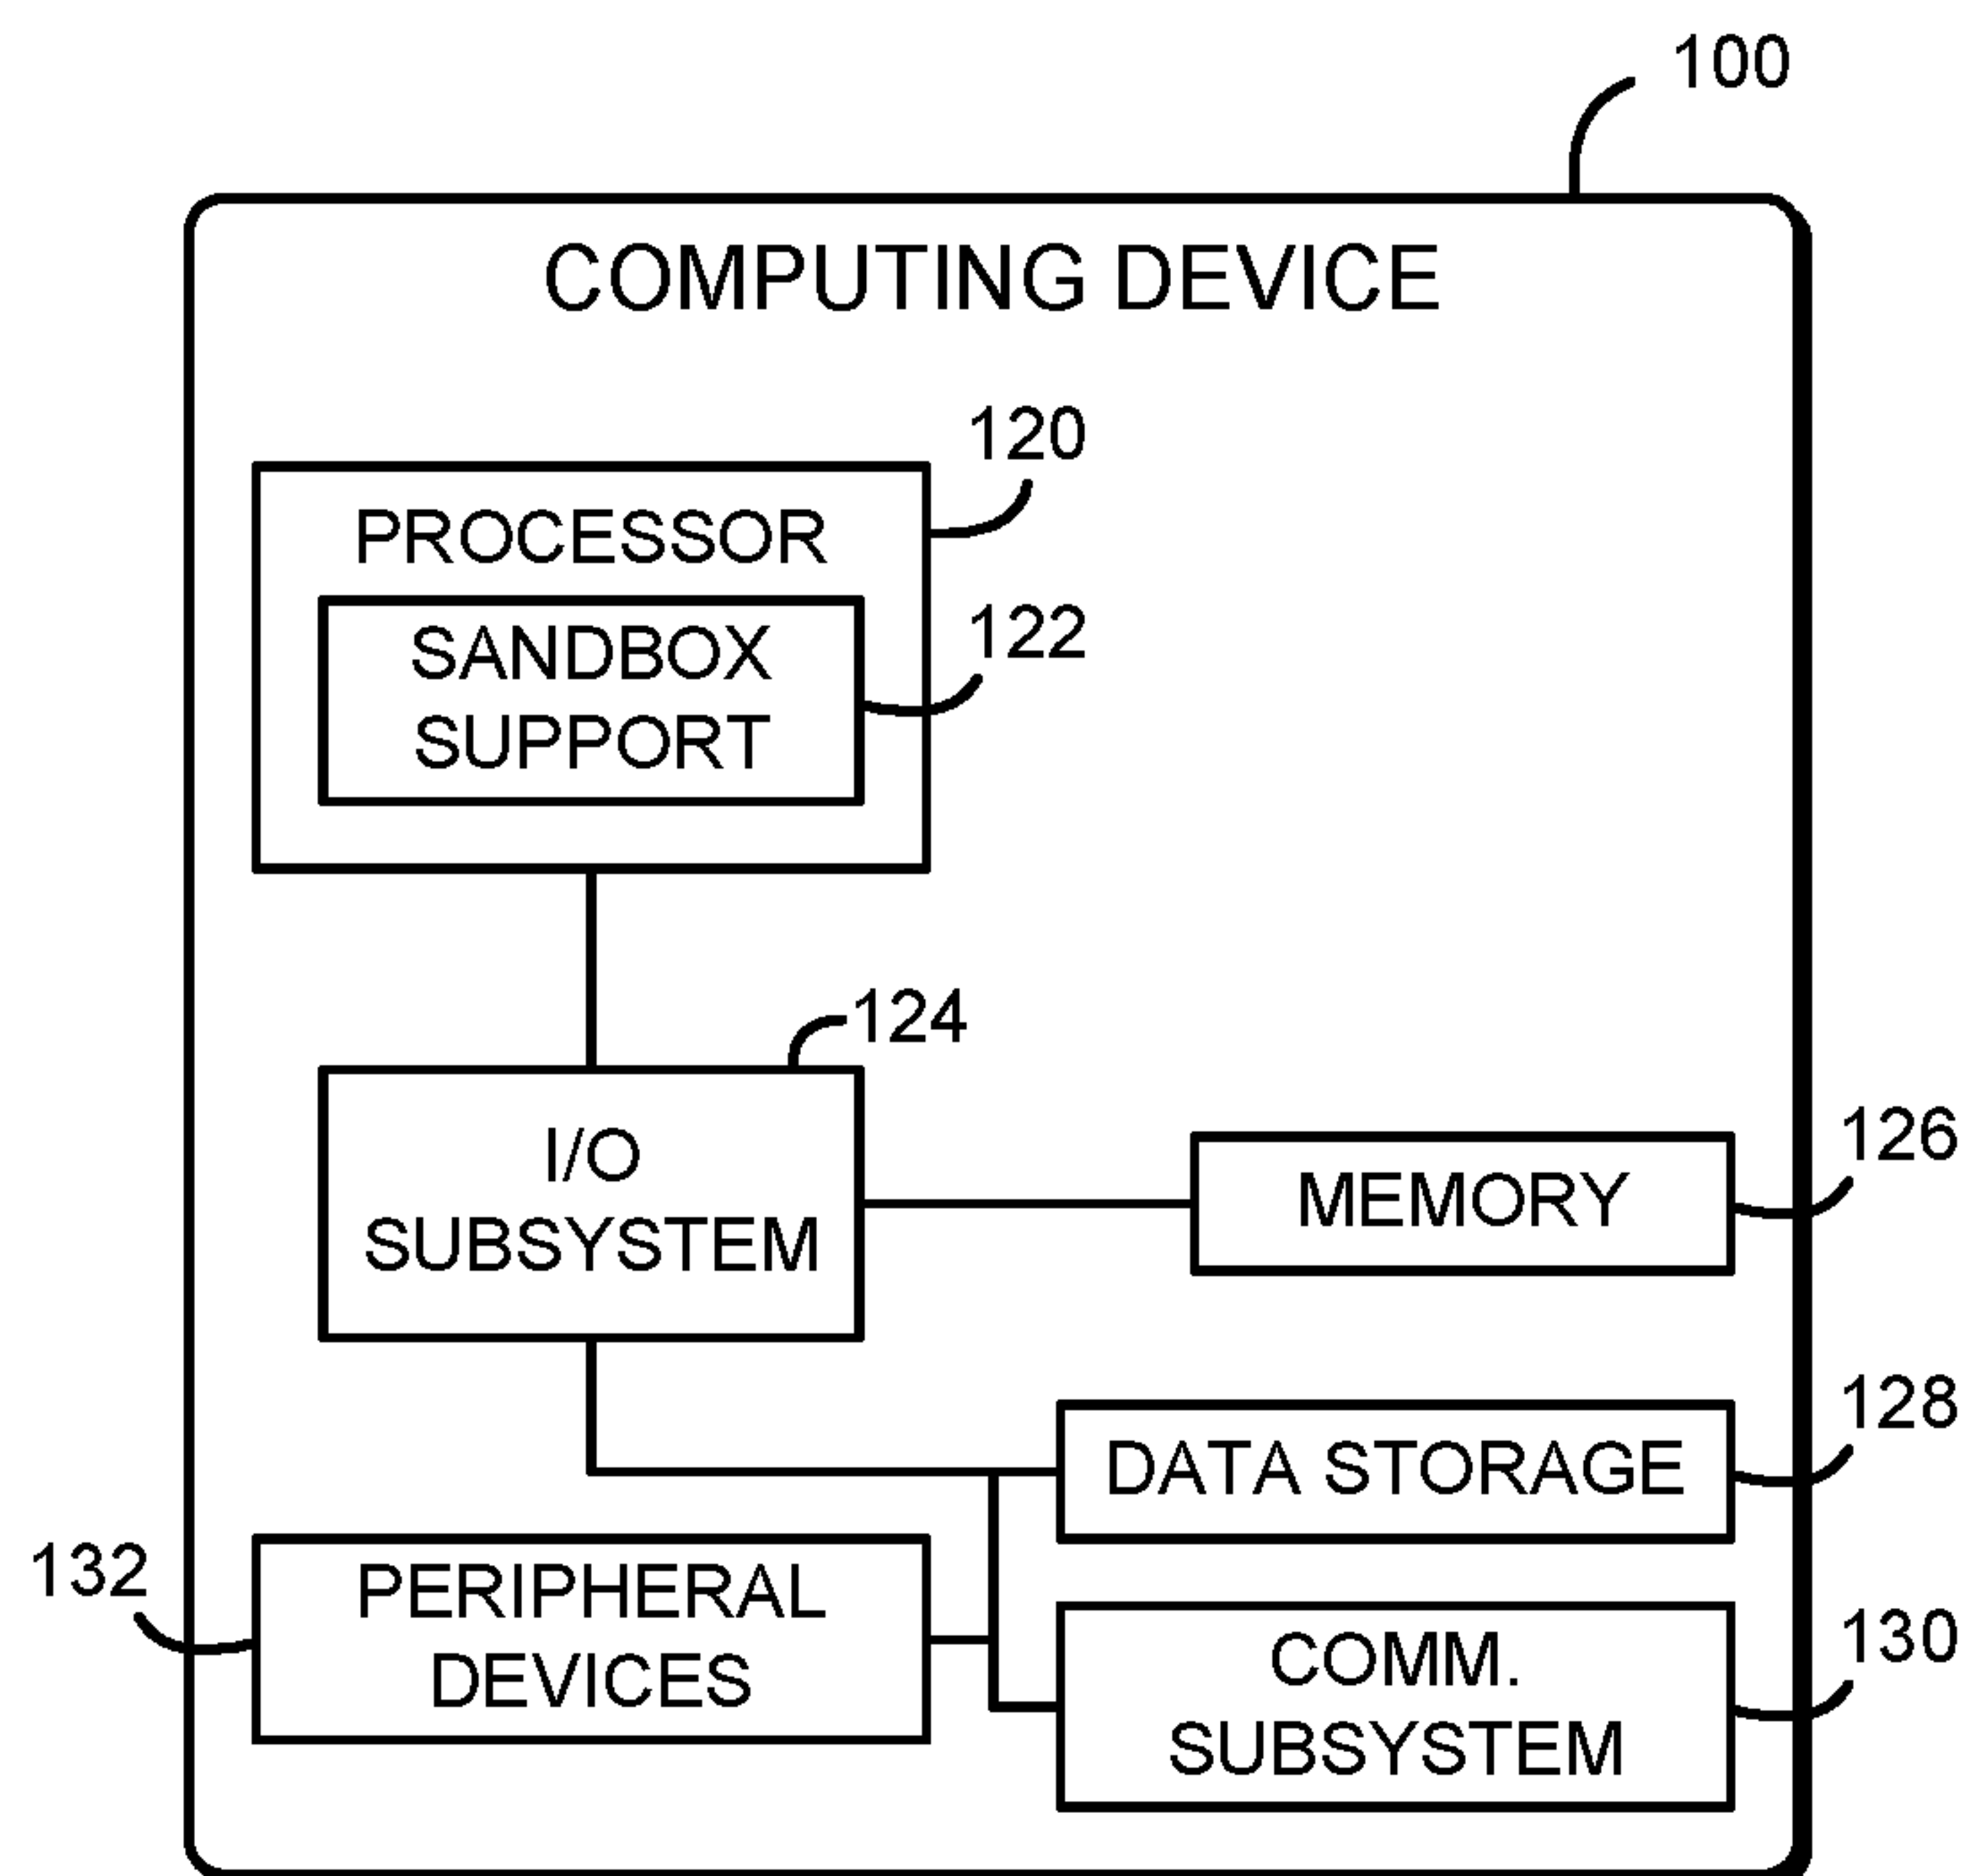 100
COMPUTING DEVICE
120
PROCESSOR
122
SANDBOX
SUPPORT
124
I/O
SUBSYSTEM
126
MEMORY
128
DATA STORAGE
132
PERIPHERAL
DEVICES
130
COMM.
SUBSYSTEM